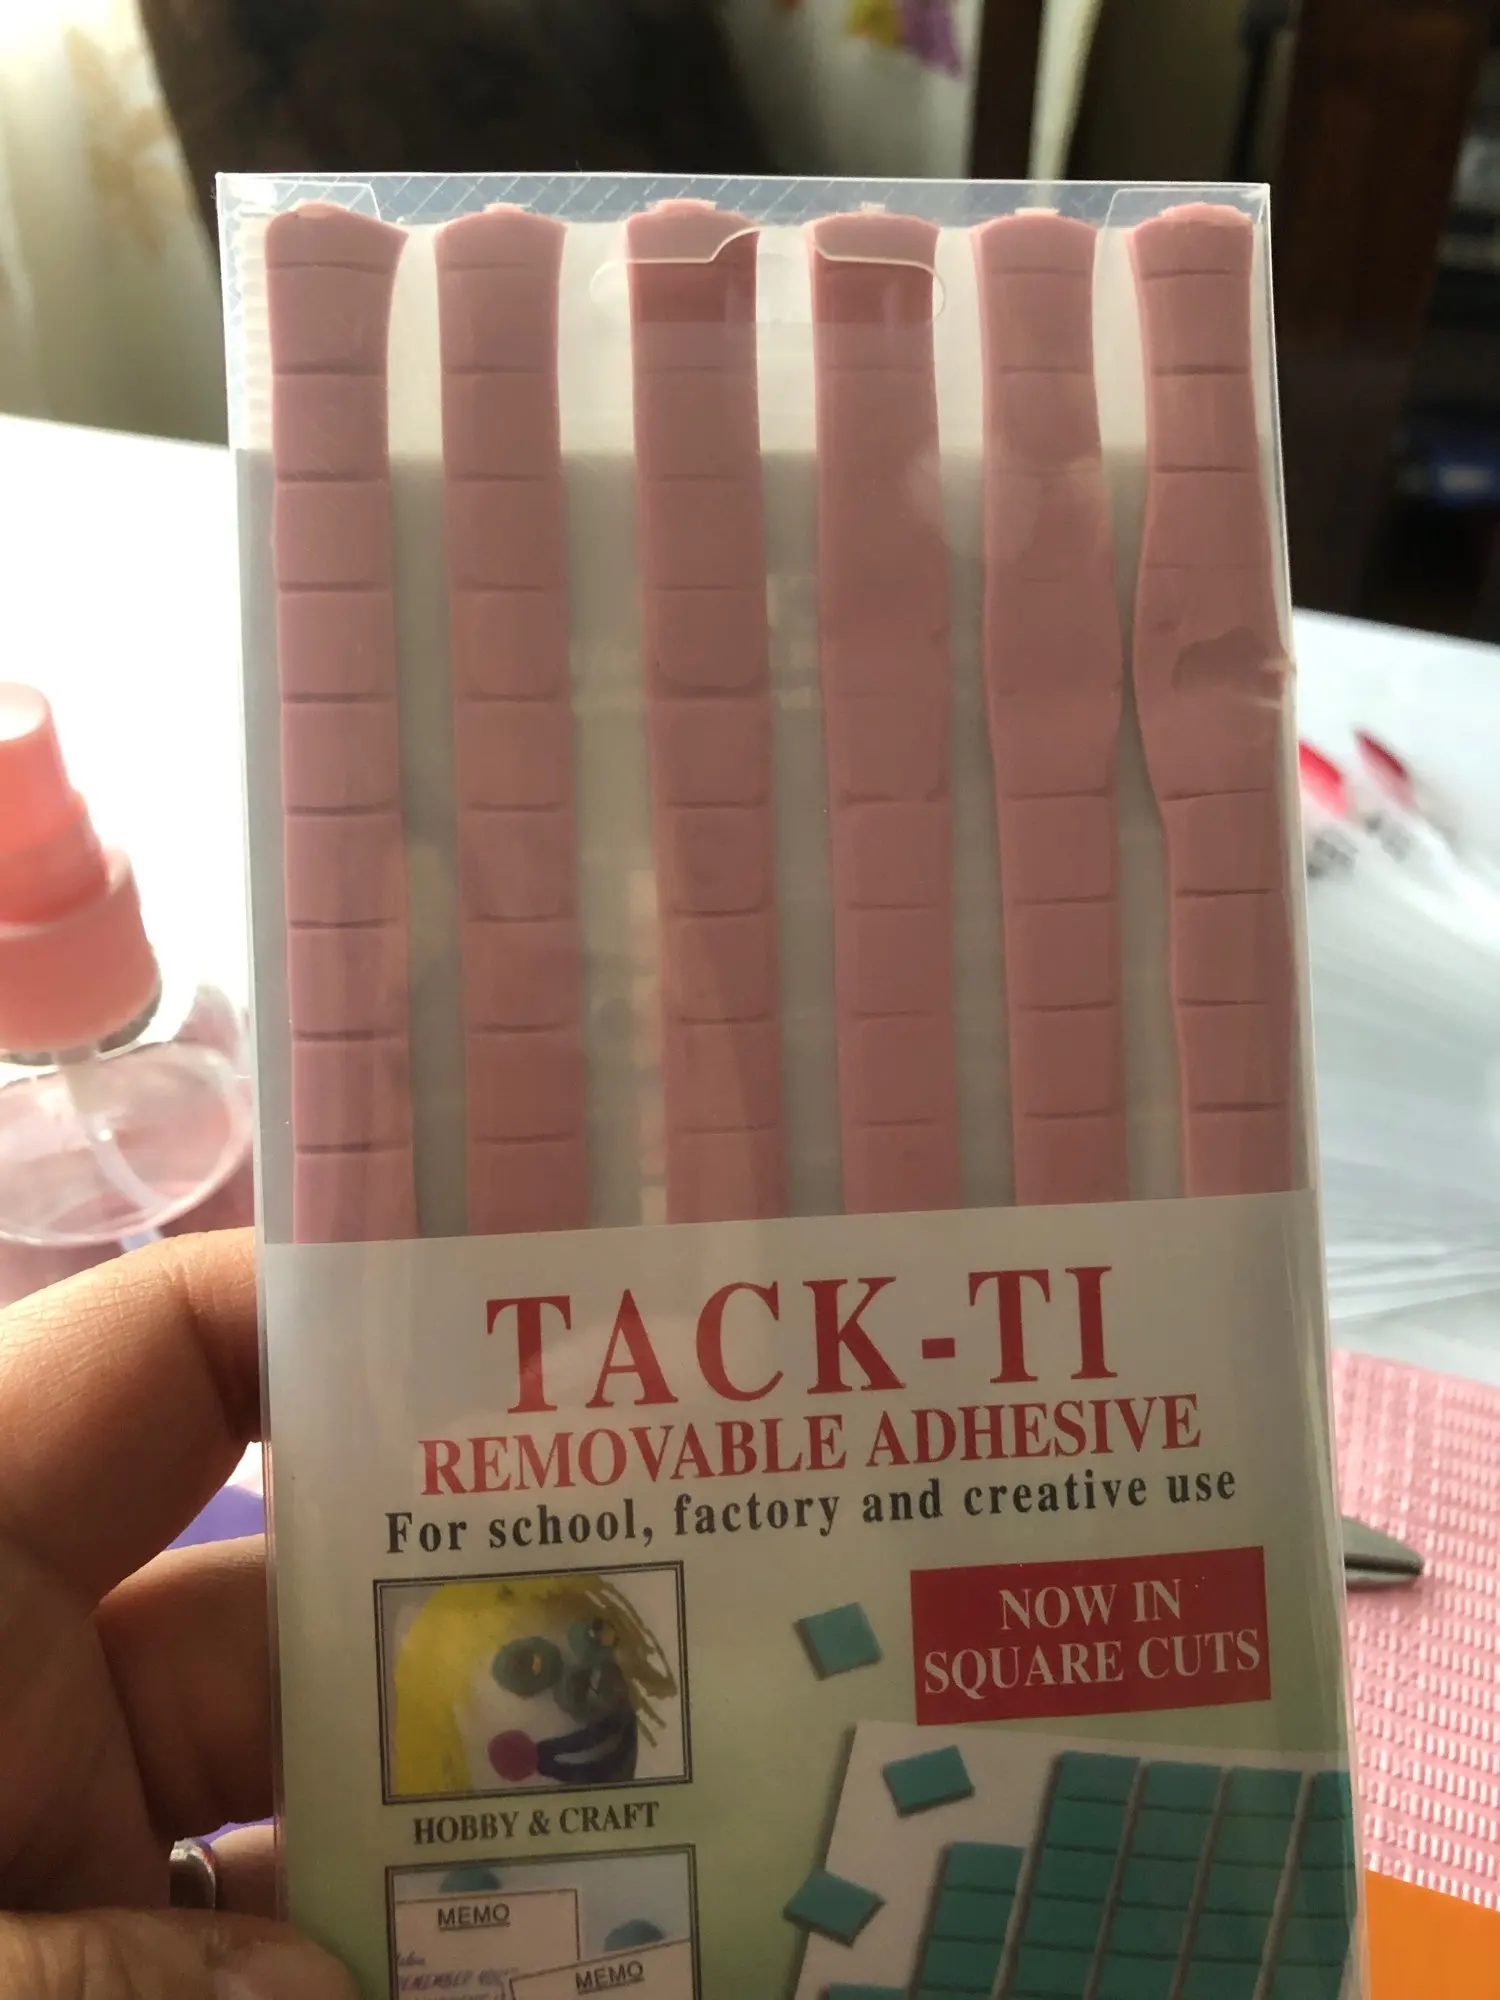 TACK-TI
REMOVABLE ADHESIVE
For school, factory and creative use
NOW IN
SQUARE CUTS
HOBBY & CRAFT
MEMO
MEMO